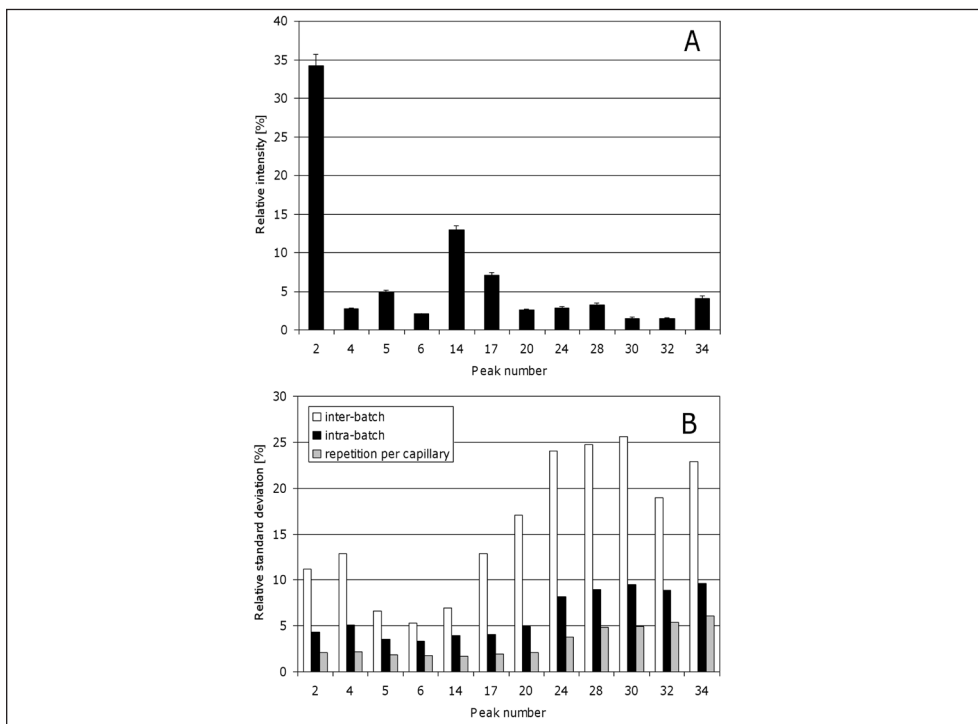 A
Relative intensity [%]
40
35
30
25
20
15
10
5
0
2 4 5 6 14 17 20 24 28 30 32 34
Peak number
B
inter-batch
intra-batch
repetition per capillary
Relative standard deviation [%]
30
25
20
15
10
5
0
2 4 5 6 14 17 20 24 28 30 32 34
Peak number